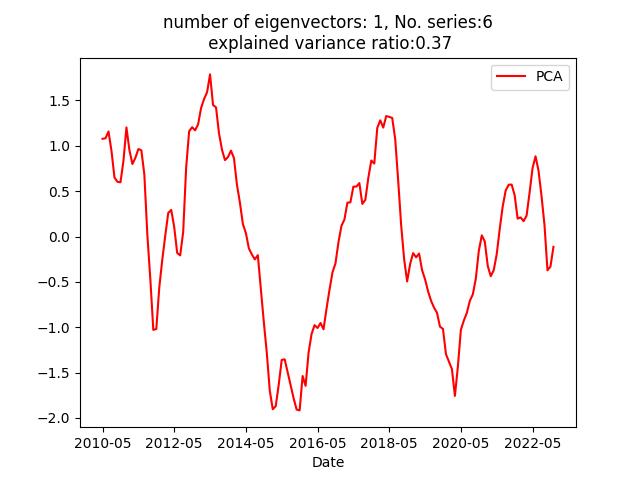 number of eigenvectors: 1, No. series:6
explained variance ratio:0.37
PCA
1.5
1.0
0.5
0.0
−0.5
−1.0
−1.5
−2.0
2010-05 2012-05 2014-05 2016-05 2018-05 2020-05 2022-05
Date